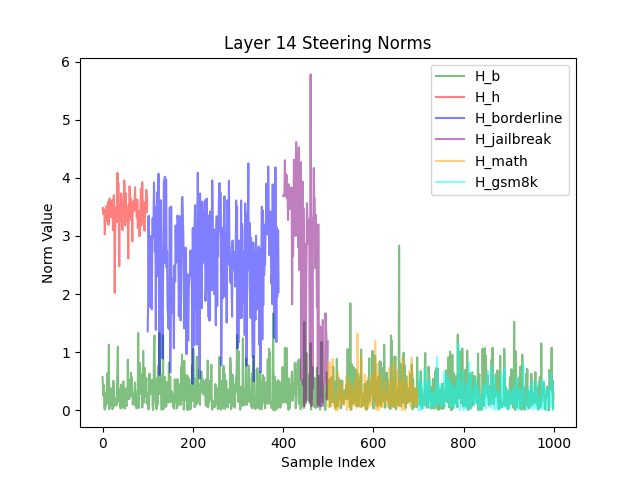 Layer 14 Steering Norms
Norm Value
6
5
4
3
2
1
0
H_b
H_h
H_borderline
H_jailbreak
H_math
H_gsm8k
0 200 400 600 800 1000
Sample Index